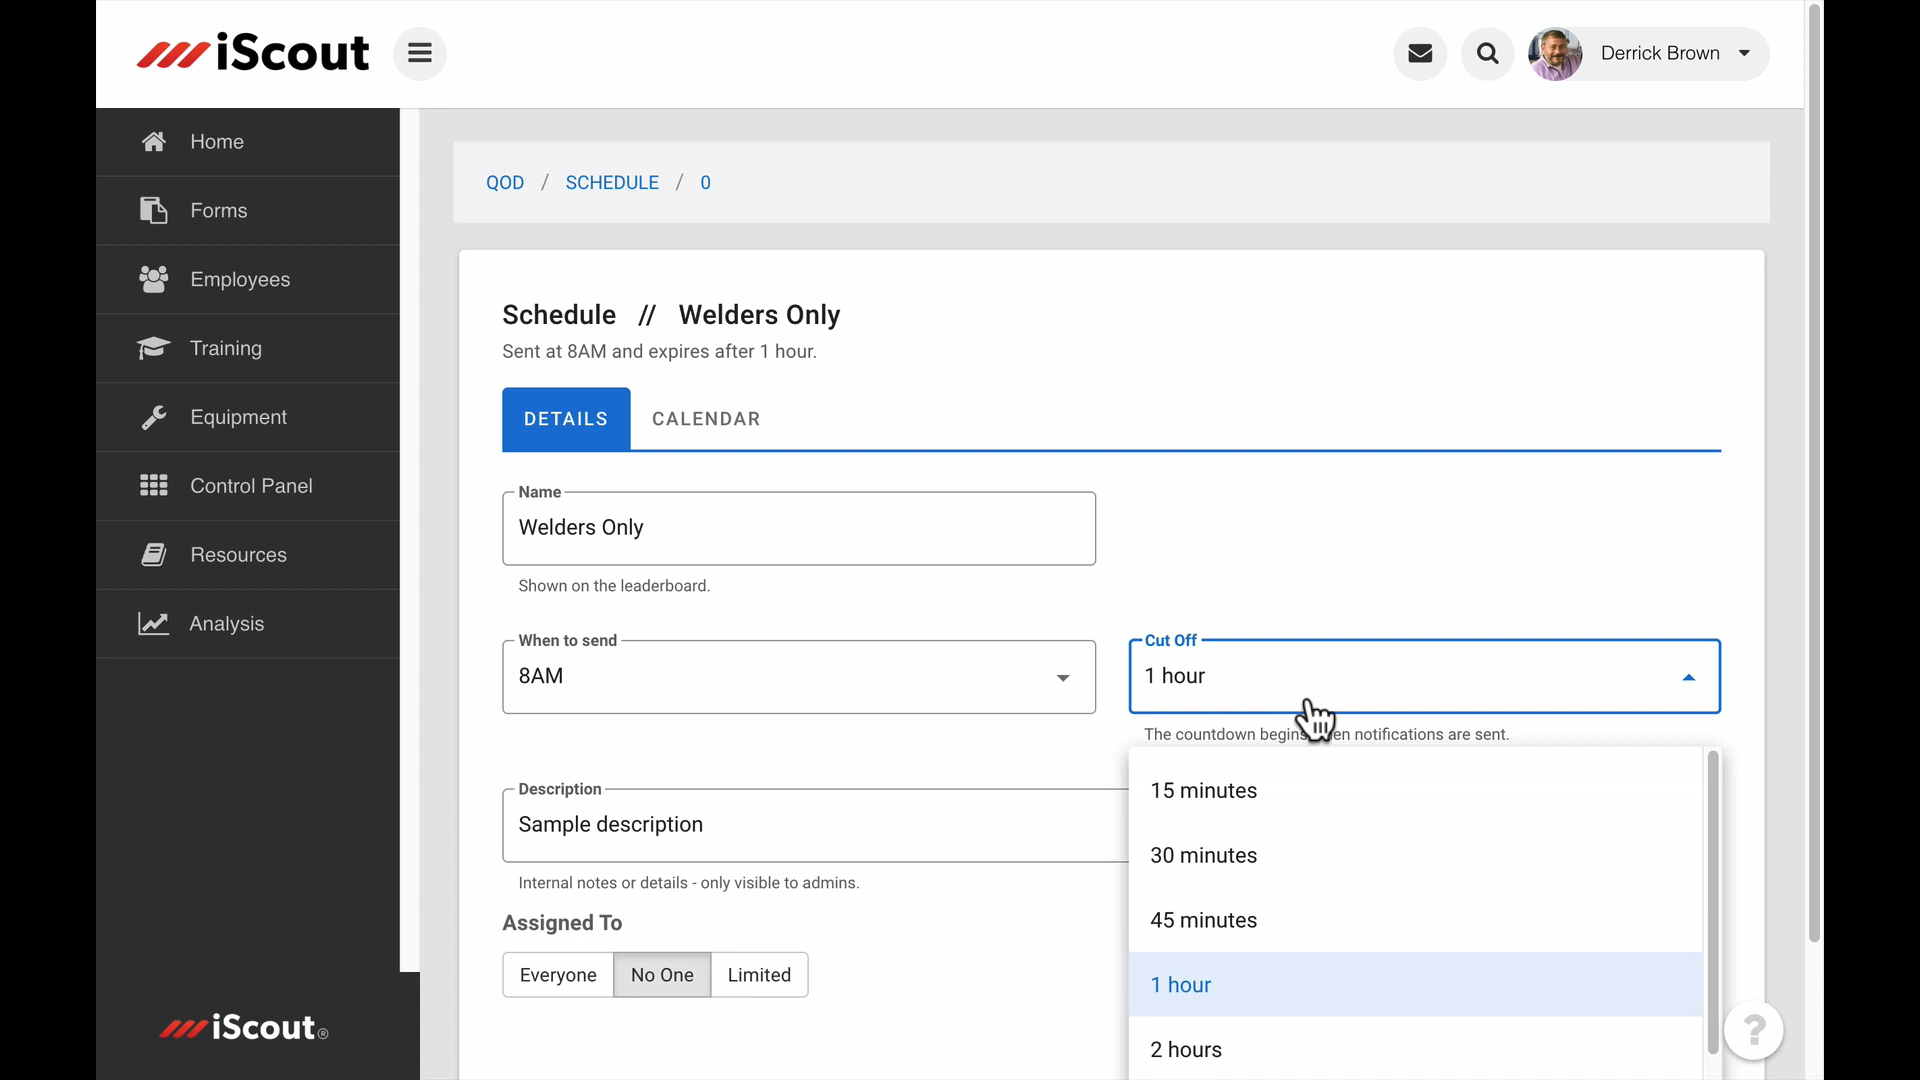 iScout
Derrick Brown
Home
Forms
Employees
Training
Equipment
Control Panel
Resources
Analysis
iScout®
QOD / SCHEDULE / 0
Schedule // Welders Only
Sent at 8AM and expires after 1 hour.
DETAILS CALENDAR
Name
Welders Only
Shown on the leaderboard.
When to send
8AM
Cut Off
1 hour
The countdown begins en notifications are sent.
15 minutes
30 minutes
45 minutes
1 hour
2 hours
Description
Sample description
Internal notes or details - only visible to admins.
Assigned To
Everyone No One Limited
?